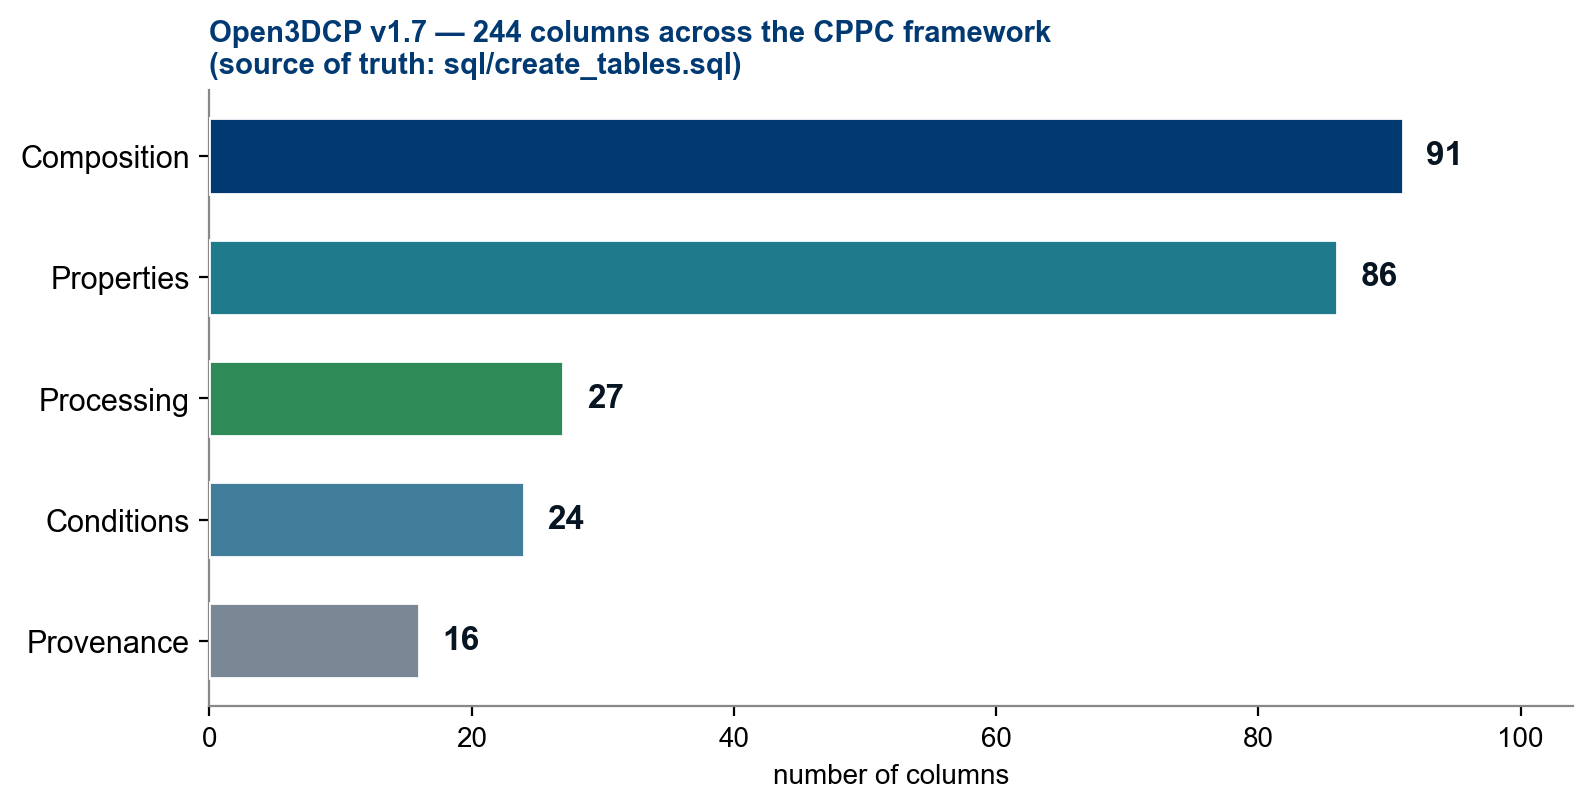 Open3DCP v1.7 — 244 columns across the CPPC framework
(source of truth: sql/create_tables.sql)
Composition
91
Properties
86
Processing
27
Conditions
24
Provenance
16
0 20 40 60 80 100
number of columns